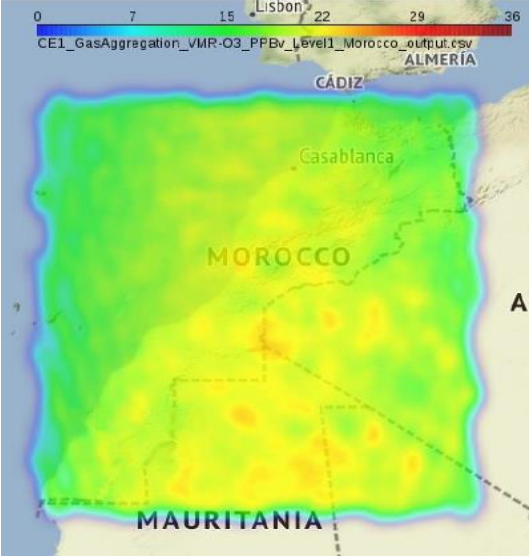 Lisbon
0 7 15 22 29 36
CE1_GasAggregation_VMR-O3_PPBv_Level1_Morocco_output.csv
ALMERÍA
CÁDIZ
Casablanca
MOROCCO
A
MAURITANIA